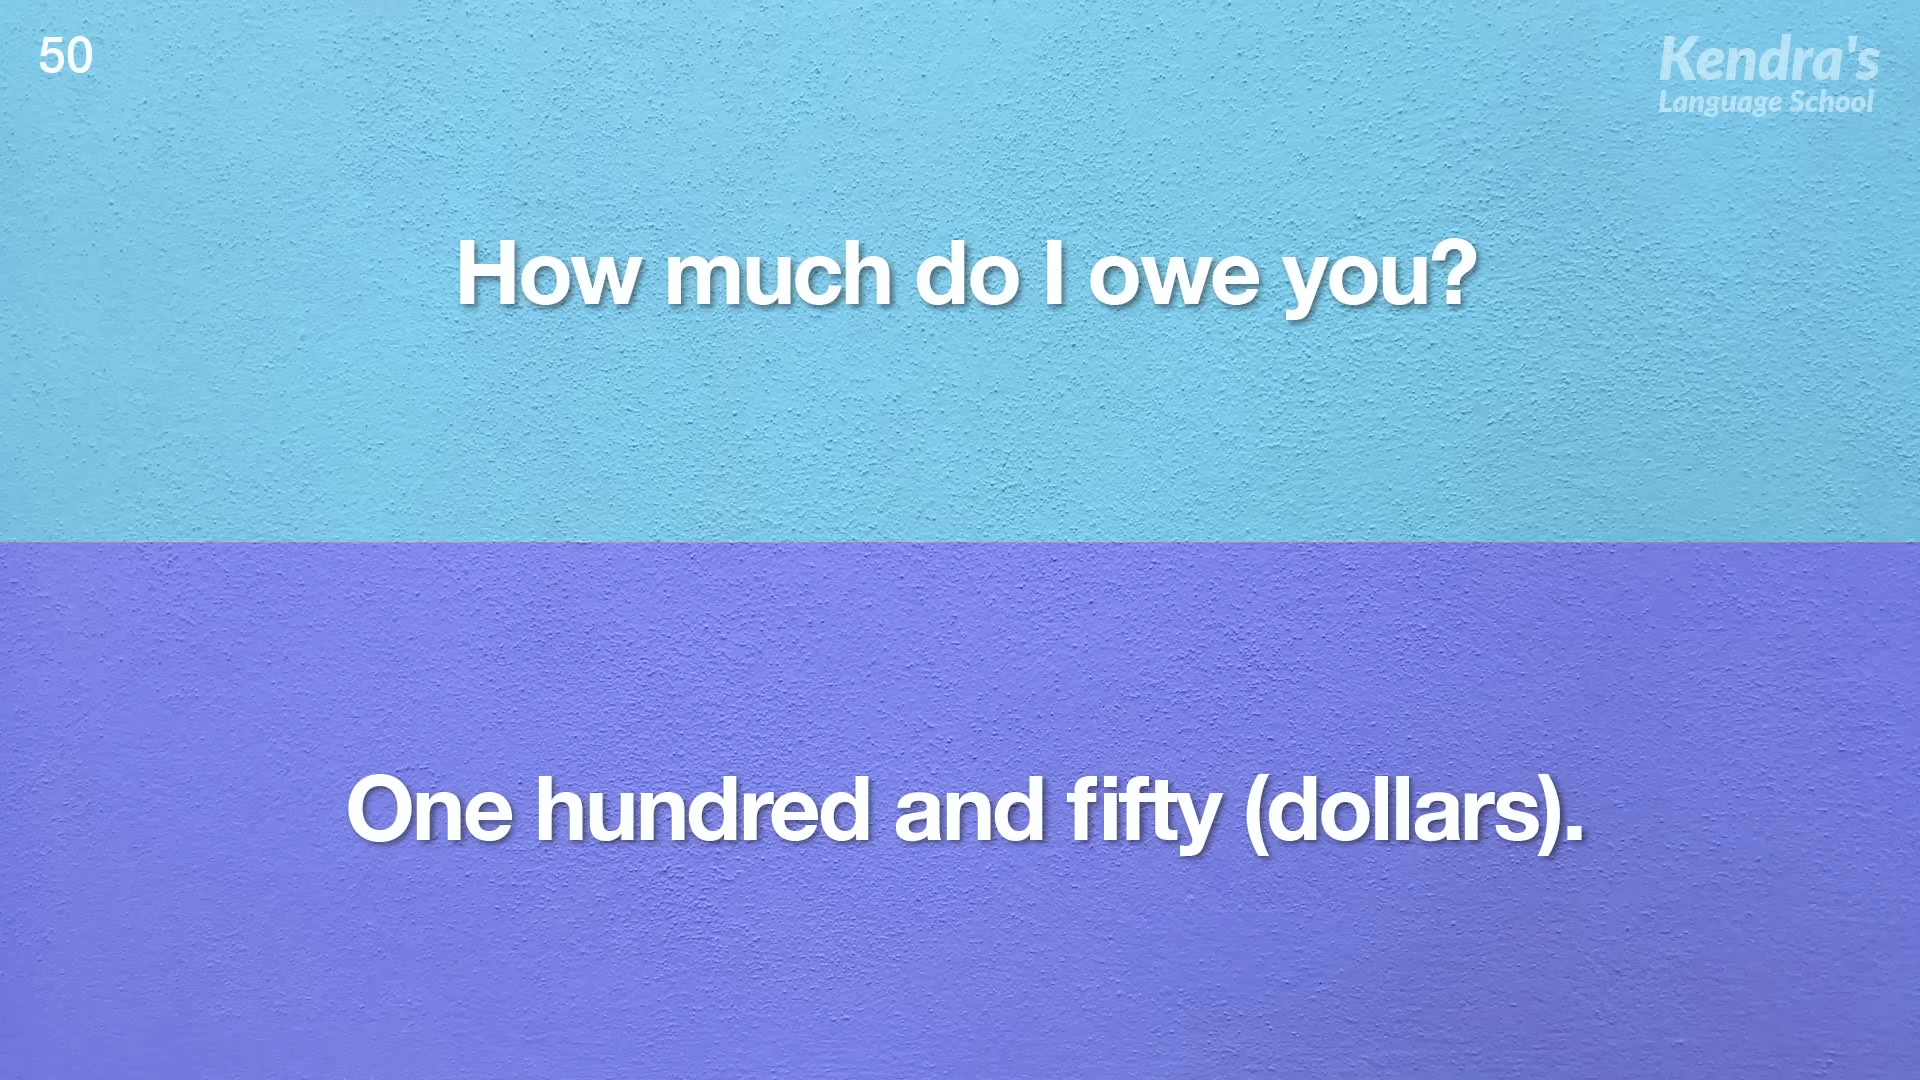 50
Kendra's
Language School
How much do I owe you?
One hundred and fifty (dollars).